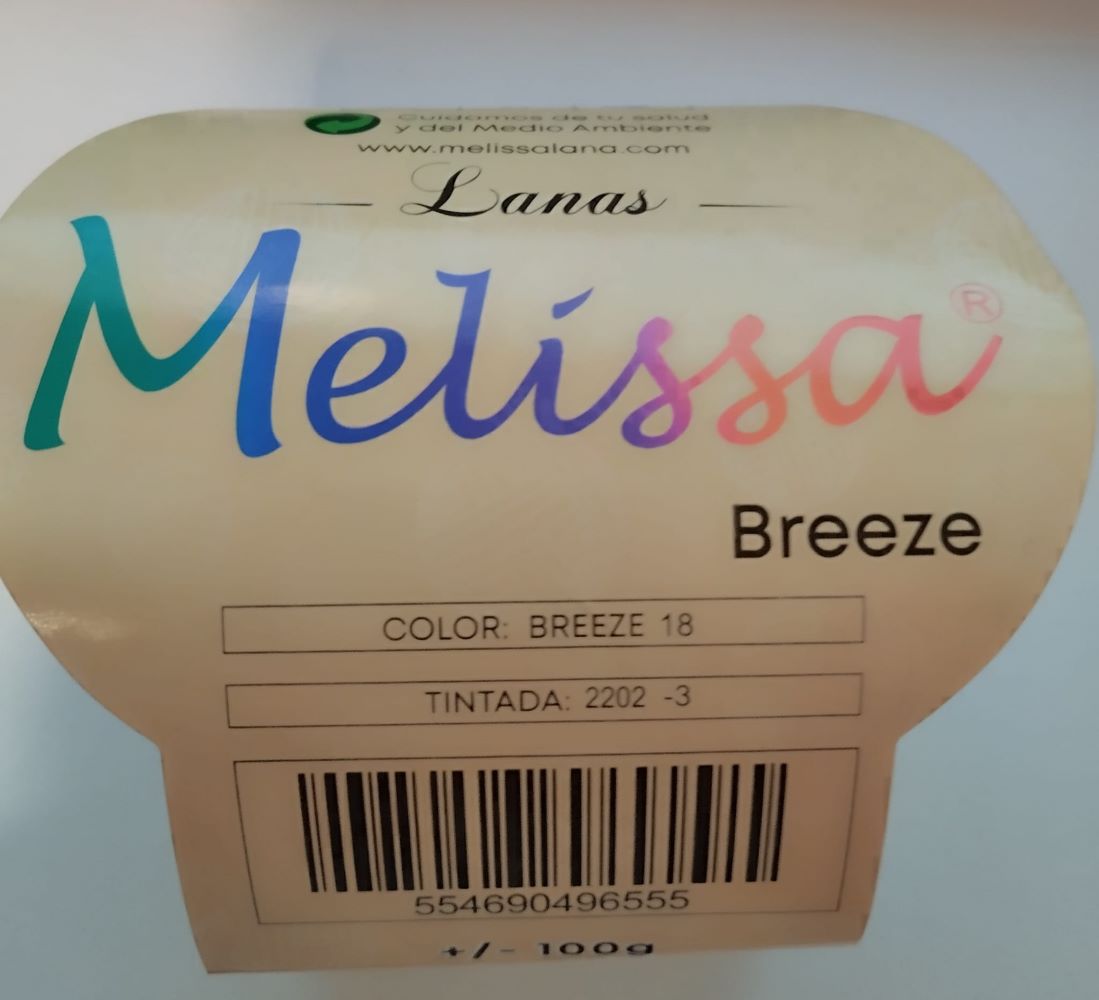 Cuidamos de tu salud
y del Medio Ambiente
www.melissalana.com
Lanas
Melissa®
Breeze
COLOR: BREEZE 18
TINTADA: 2202 -3
554690496555
+/- 100g